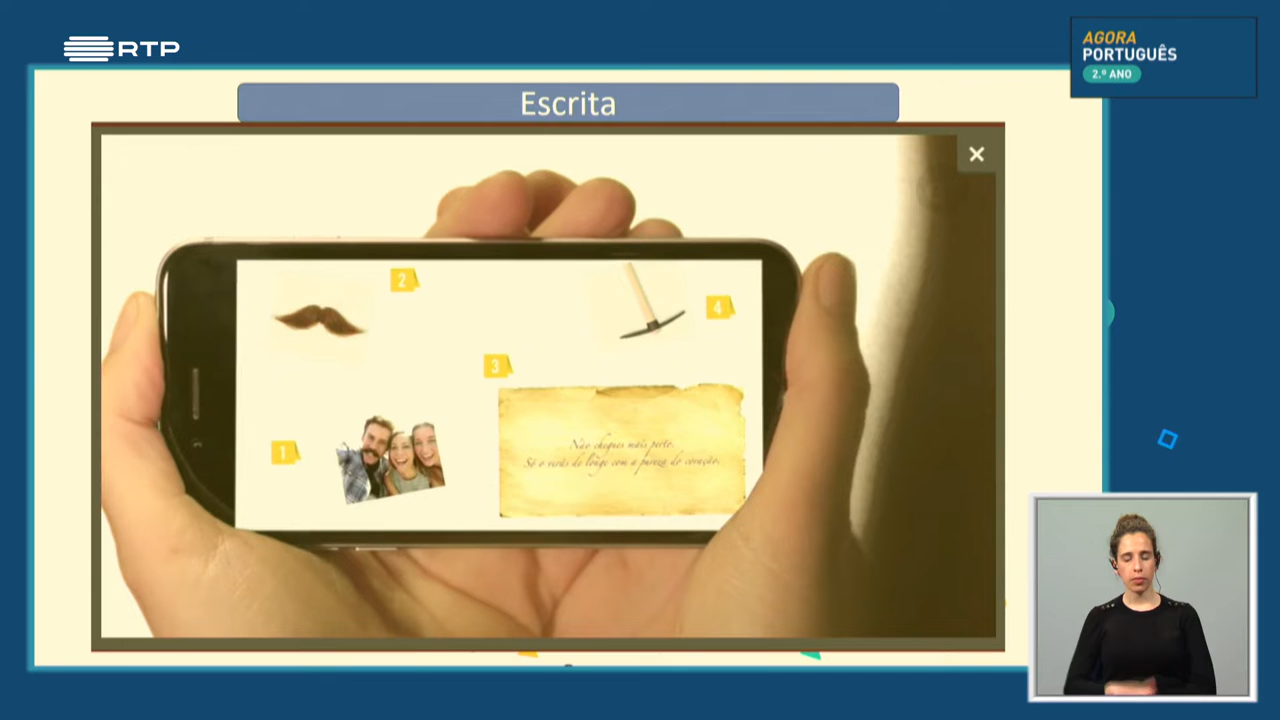 RTP
AGORA
PORTUGUÊS
2.º ANO
Escrita
2
4
3
1
Não chegues mais perto.
Só o verás de longe com a pureza do coração.